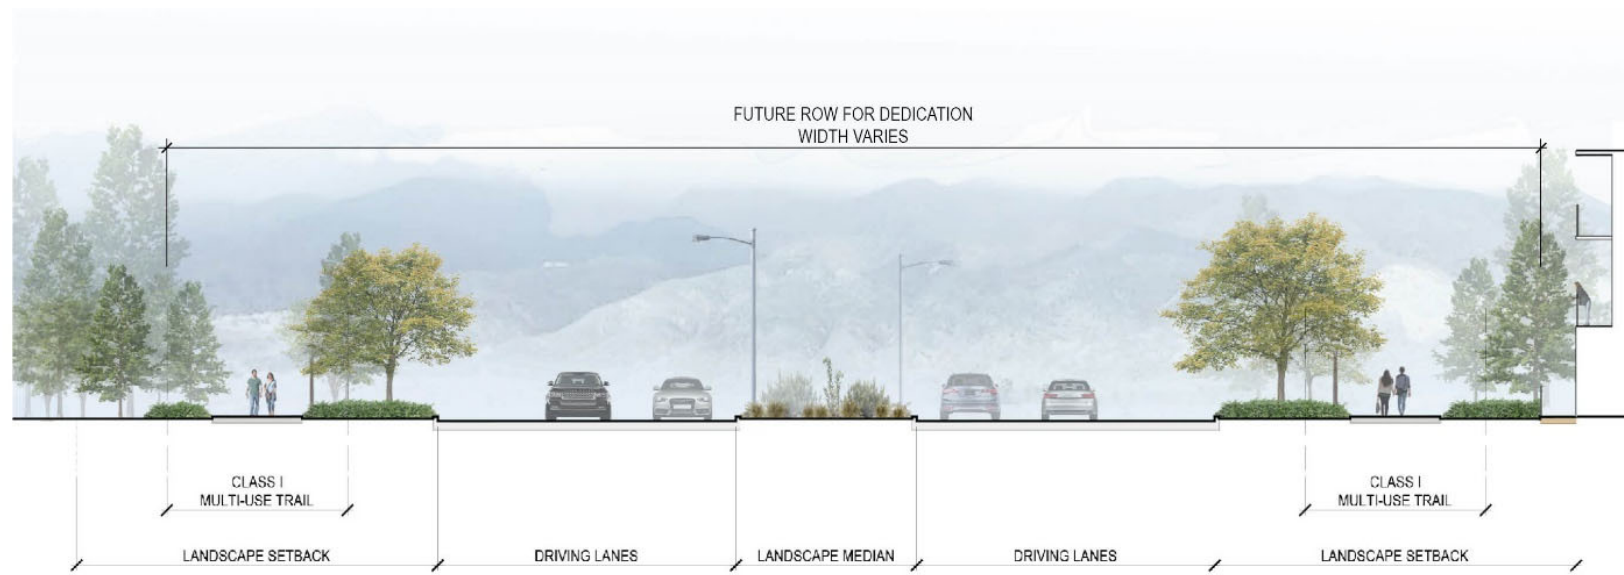 FUTURE ROW FOR DEDICATION
WIDTH VARIES
CLASS I
MULTI-USE TRAIL
CLASS I
MULTI-USE TRAIL
LANDSCAPE SETBACK
DRIVING LANES
LANDSCAPE MEDIAN
DRIVING LANES
LANDSCAPE SETBACK